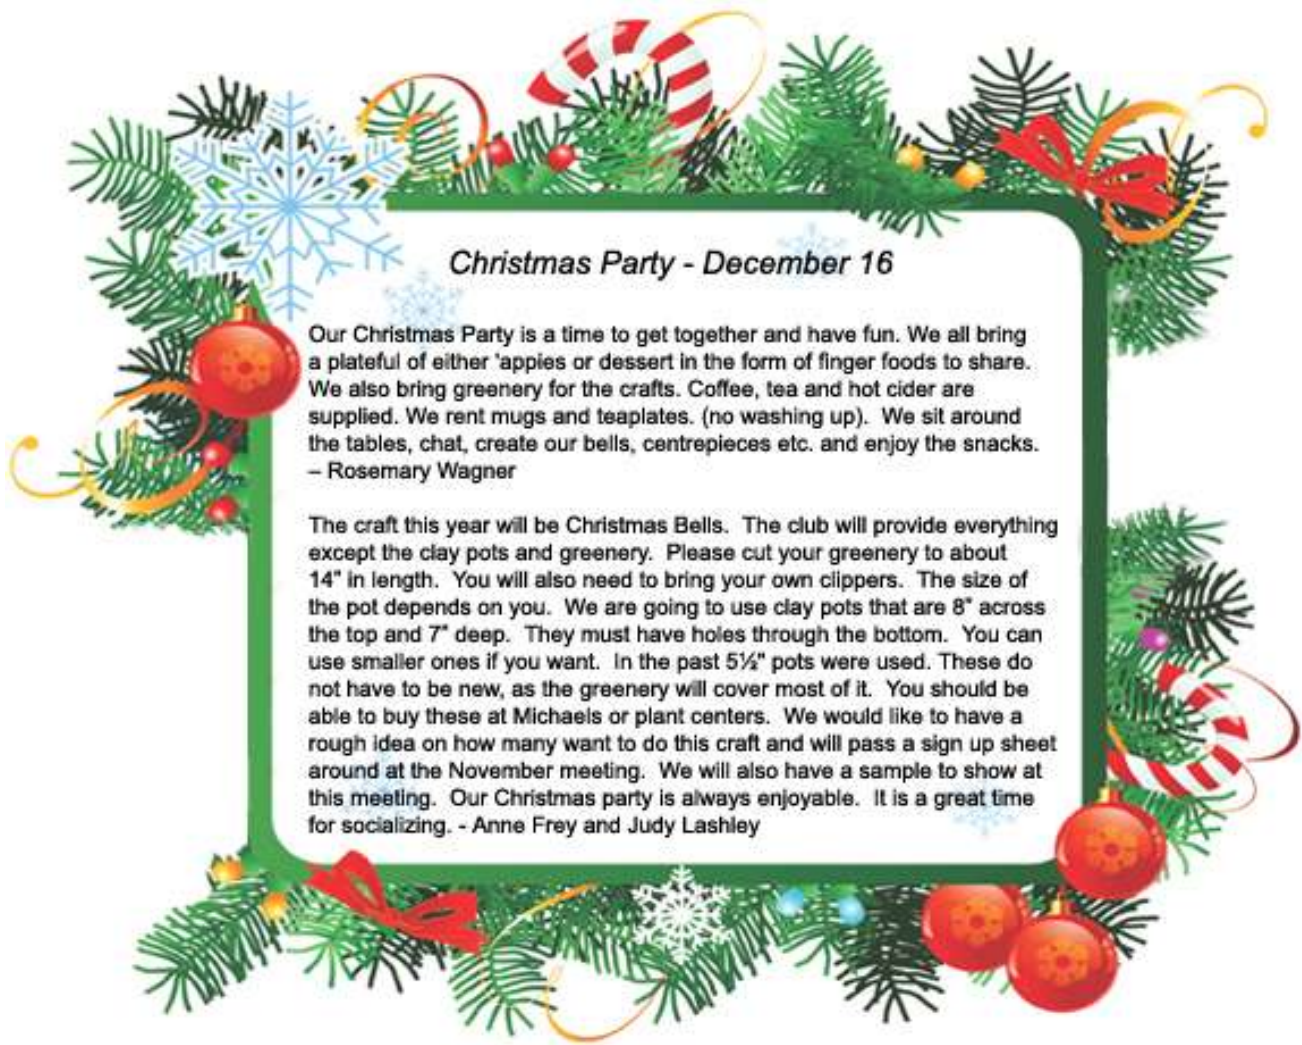 Christmas Party - December 16
Our Christmas Party is a time to get together and have fun. We all bring
a plateful of either 'appies or dessert in the form of finger foods to share.
We also bring greenery for the crafts. Coffee, tea and hot cider are
supplied. We rent mugs and teaplates. (no washing up).  We sit around
the tables, chat, create our bells, centrepieces etc. and enjoy the snacks.
– Rosemary Wagner
The craft this year will be Christmas Bells.  The club will provide everything
except the clay pots and greenery.  Please cut your greenery to about
14" in length.  You will also need to bring your own clippers.  The size of
the pot depends on you.  We are going to use clay pots that are 8" across
the top and 7" deep.  They must have holes through the bottom.  You can
use smaller ones if you want.  In the past 5½" pots were used. These do
not have to be new, as the greenery will cover most of it.  You should be
able to buy these at Michaels or plant centers.  We would like to have a
rough idea on how many want to do this craft and will pass a sign up sheet
around at the November meeting.  We will also have a sample to show at
this meeting.  Our Christmas party is always enjoyable.  It is a great time
for socializing. - Anne Frey and Judy Lashley